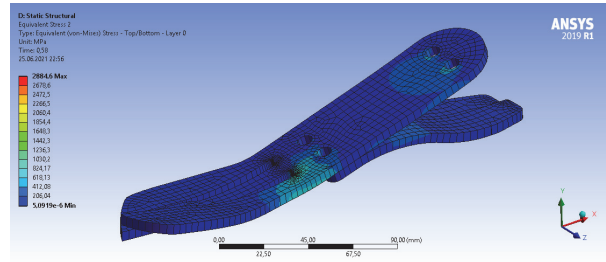 D: Static Structural
Equivalent Stress 2
Type: Equivalent (von-Mises) Stress - Top/Bottom - Layer 0
Unit: MPa
Time: 0,58
25.06.2021 22:56
2884,6 Max
2678,6
2472,5
2266,5
2060,4
1854,4
1648,3
1442,3
1236,3
1030,2
824,17
618,13
412,08
206,04
5,0919e-6 Min
ANSYS
2019 R1
0,00
45,00
90,00 (mm)
22,50
67,50
Y
X
Z